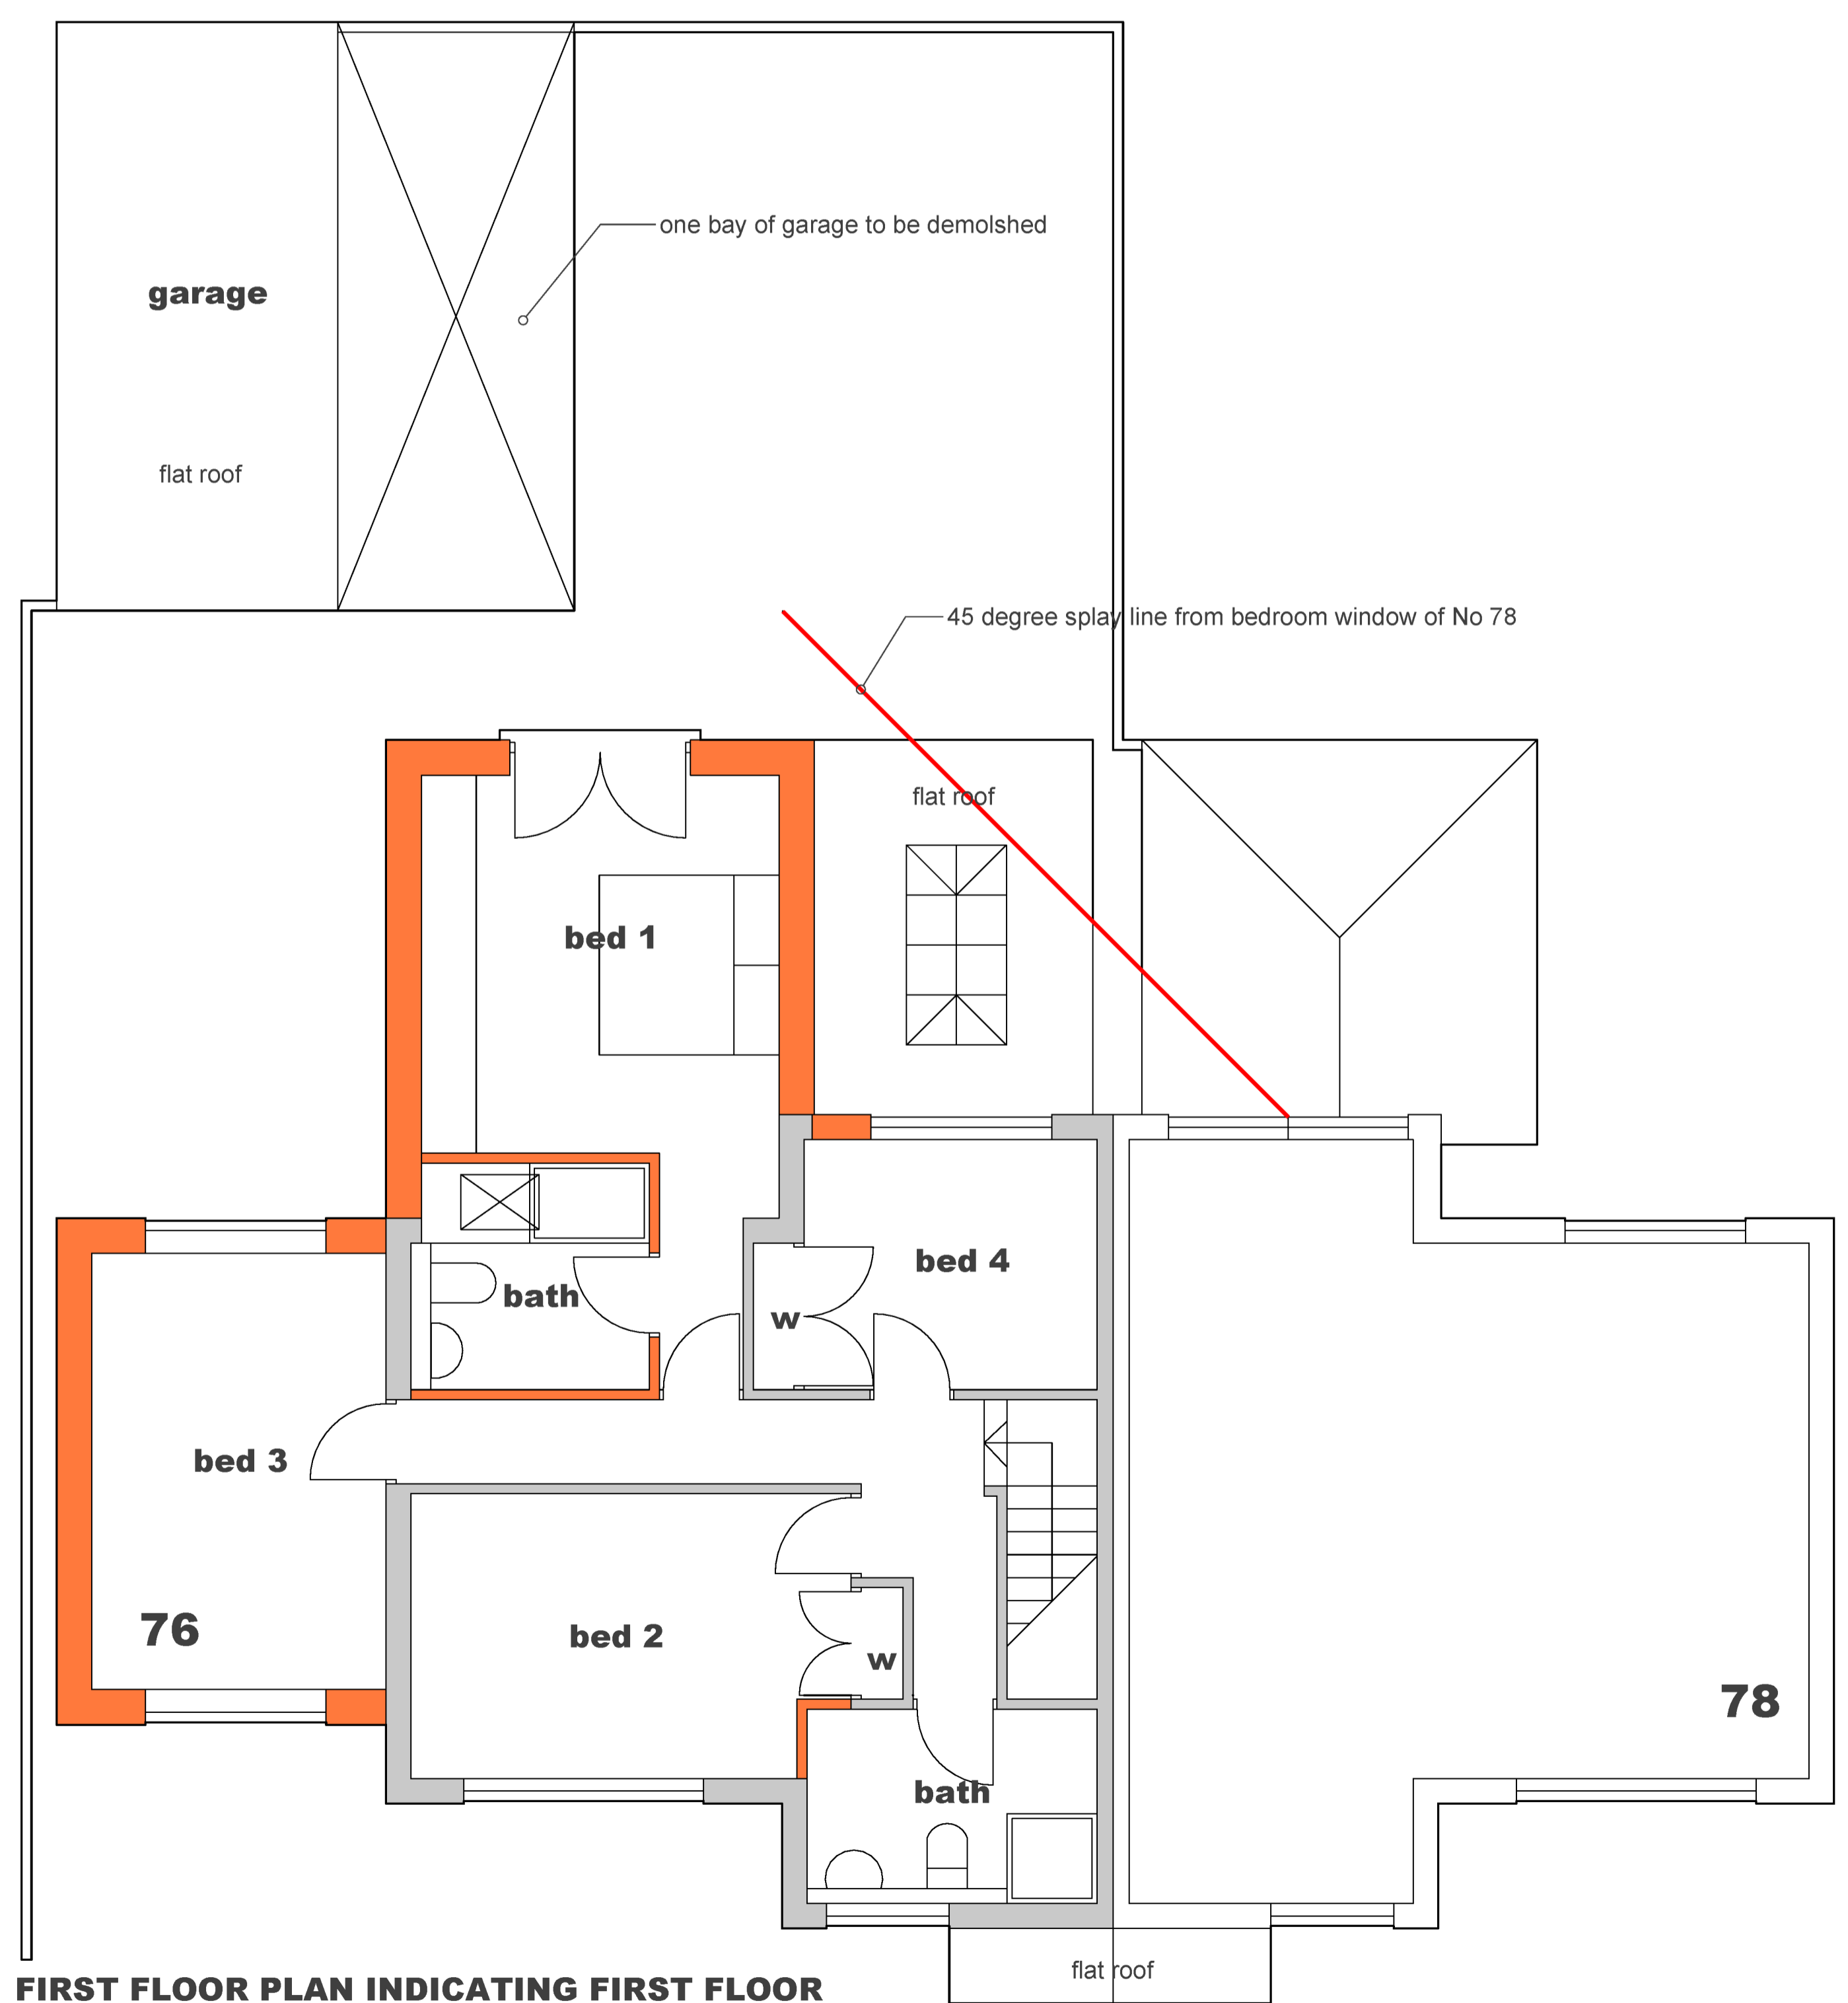 one bay of garage to be demolshed
garage
flat roof
45 degree splay line from bedroom window of No 78
flat roof
bed 1
bed 4
bath
w
bed 3
76
bed 2
w
78
bath
flat roof
FIRST FLOOR PLAN INDICATING FIRST FLOOR